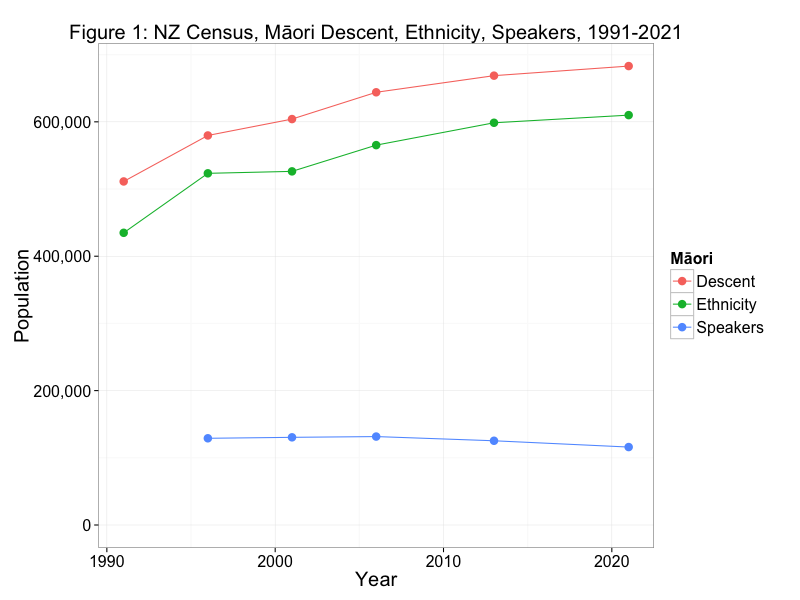 Figure 1: NZ Census, Māori Descent, Ethnicity, Speakers, 1991-2021
Population
600,000
400,000
200,000
0
1990
2000
2010
2020
Year
Māori
Descent
Ethnicity
Speakers